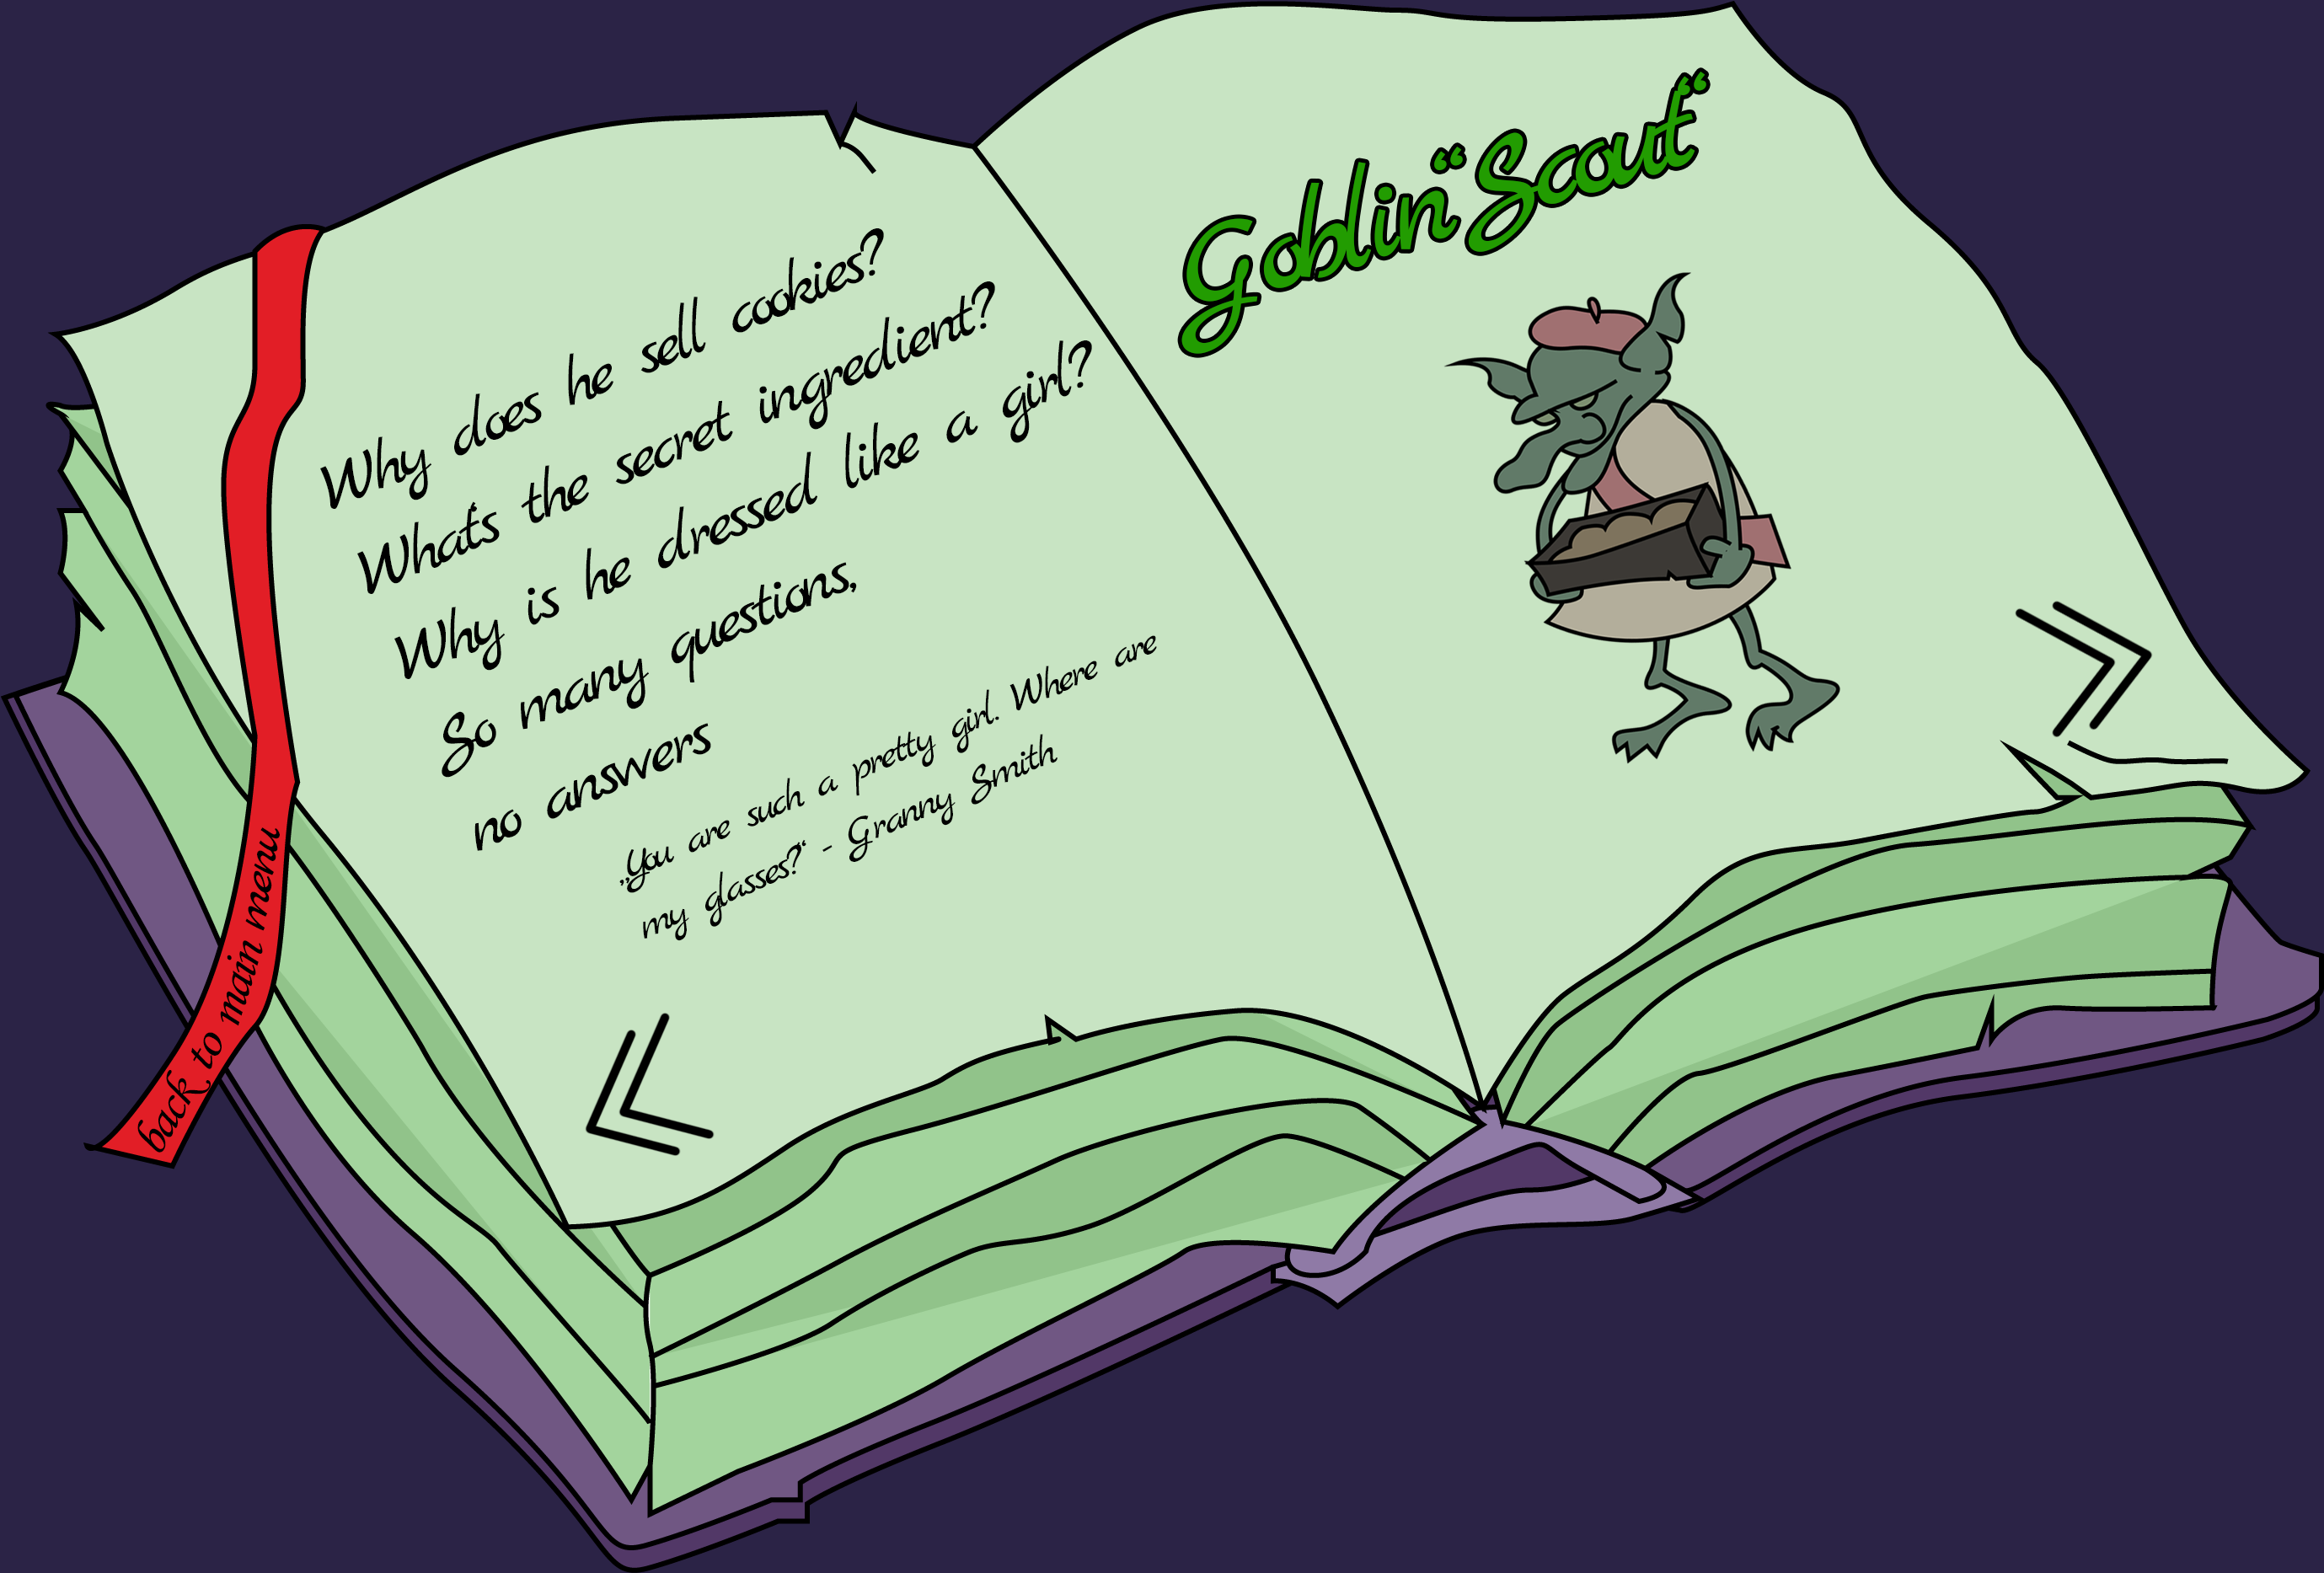 Why does he sell cookies?
What's the secret ingredient?
Why is he dressed like a girl?
So many questions,
no answers
„You are such a pretty girl. Where are
my glasses?“ - Granny Smith
Goblin “Scout“
back to main menu